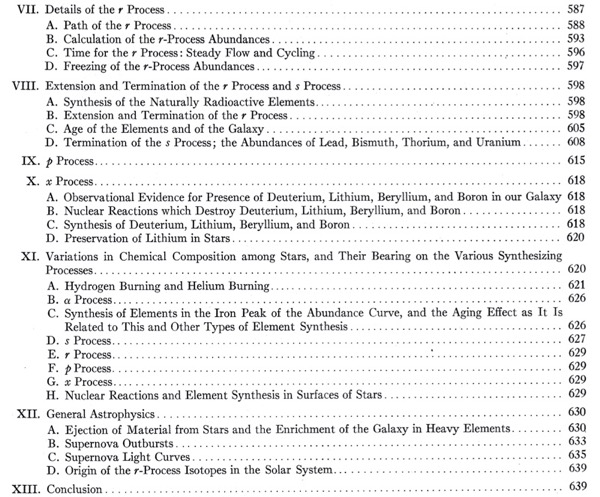 VII. Details of the r Process 587
A. Path of the r Process 588
B. Calculation of the r-Process Abundances 593
C. Time for the r Process: Steady Flow and Cycling 596
D. Freezing of the r-Process Abundances 597
VIII. Extension and Termination of the r Process and s Process 598
A. Synthesis of the Naturally Radioactive Elements 598
B. Extension and Termination of the r Process 598
C. Age of the Elements and of the Galaxy 605
D. Termination of the s Process; the Abundances of Lead, Bismuth, Thorium, and Uranium 608
IX. p Process 615
X. x Process 618
A. Observational Evidence for Presence of Deuterium, Lithium, Beryllium, and Boron in our Galaxy 618
B. Nuclear Reactions which Destroy Deuterium, Lithium, Beryllium, and Boron 618
C. Synthesis of Deuterium, Lithium, Beryllium, and Boron 618
D. Preservation of Lithium in Stars 620
XI. Variations in Chemical Composition among Stars, and Their Bearing on the Various Synthesizing
Processes 620
A. Hydrogen Burning and Helium Burning 621
B. α Process 626
C. Synthesis of Elements in the Iron Peak of the Abundance Curve, and the Aging Effect as It Is
Related to This and Other Types of Element Synthesis 626
D. s Process 627
E. r Process 629
F. p Process 629
G. x Process 629
H. Nuclear Reactions and Element Synthesis in Surfaces of Stars 629
XII. General Astrophysics 630
A. Ejection of Material from Stars and the Enrichment of the Galaxy in Heavy Elements 630
B. Supernova Outbursts 633
C. Supernova Light Curves 635
D. Origin of the r-Process Isotopes in the Solar System 639
XIII. Conclusion 639